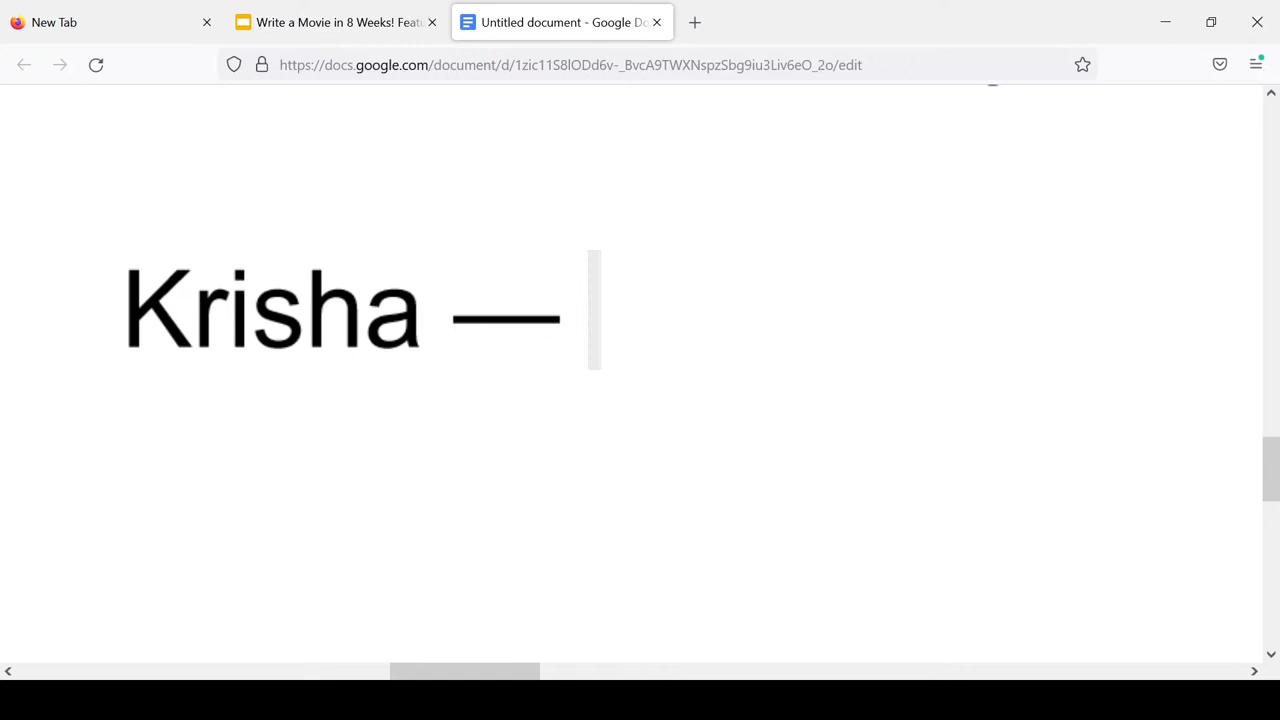 New Tab
Write a Movie in 8 Weeks! Featu
Untitled document - Google Do
https://docs.google.com/document/d/1zic11S8lODd6v-_BvcA9TWXNspzSbg9iu3Liv6eO_2o/edit
Krisha —